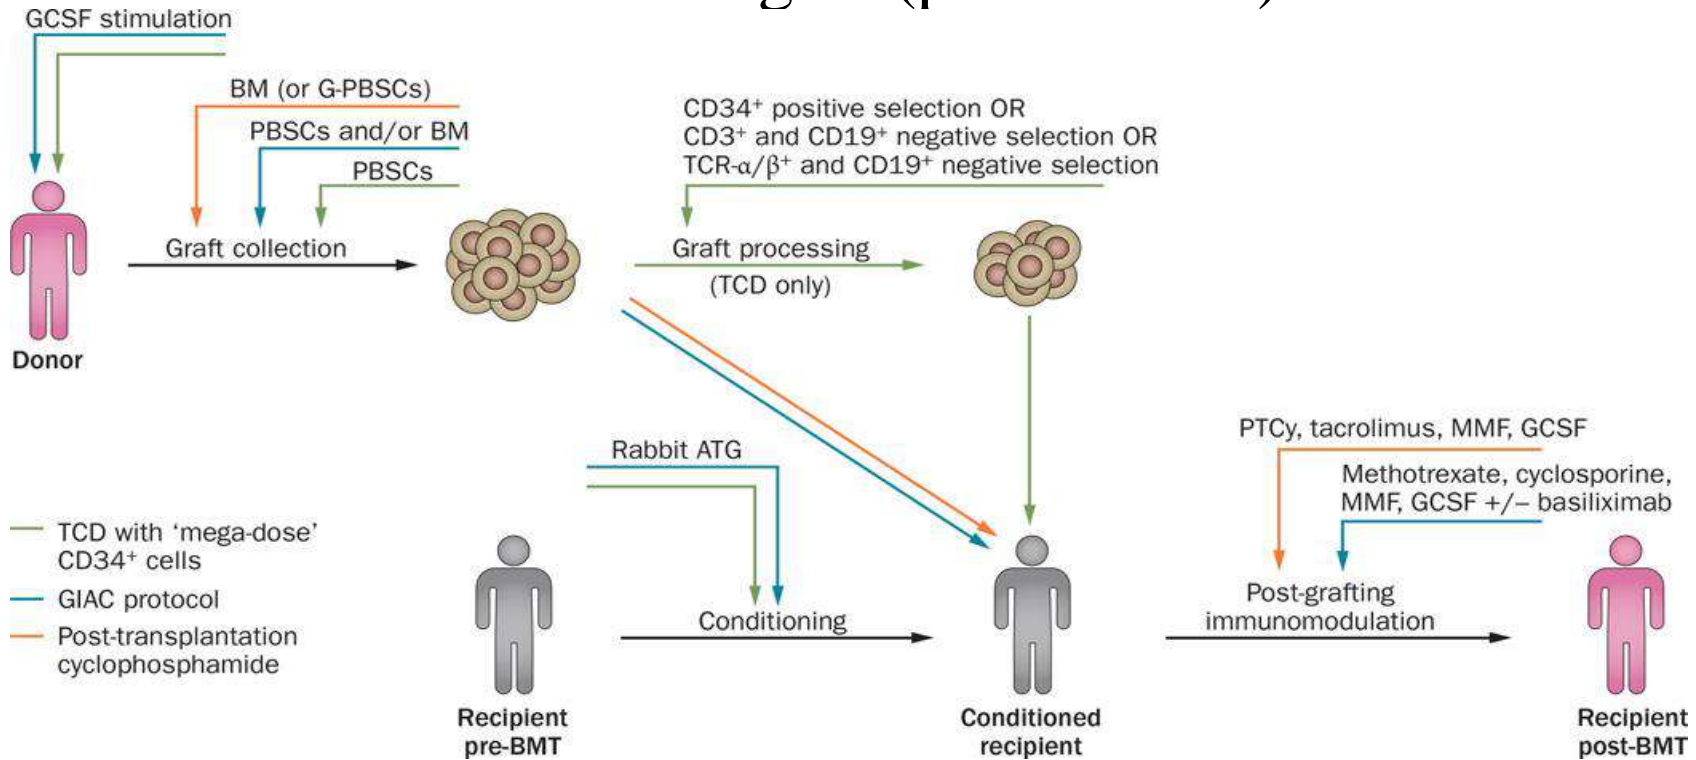 GCSF stimulation
BM (or G-PBSCs)
PBSCs and/or BM
PBSCs
Graft collection
Donor
CD34⁺ positive selection OR
CD3⁺ and CD19⁺ negative selection OR
TCR-α/β⁺ and CD19⁺ negative selection
Graft processing
(TCD only)
Rabbit ATG
Conditioning
PTCy, tacrolimus, MMF, GCSF
Methotrexate, cyclosporine,
MMF, GCSF +/– basiliximab
Post-grafting
immunomodulation
TCD with ‘mega-dose’
CD34⁺ cells
GIAC protocol
Post-transplantation
cyclophosphamide
Recipient
pre-BMT
Conditioned
recipient
Recipient
post-BMT